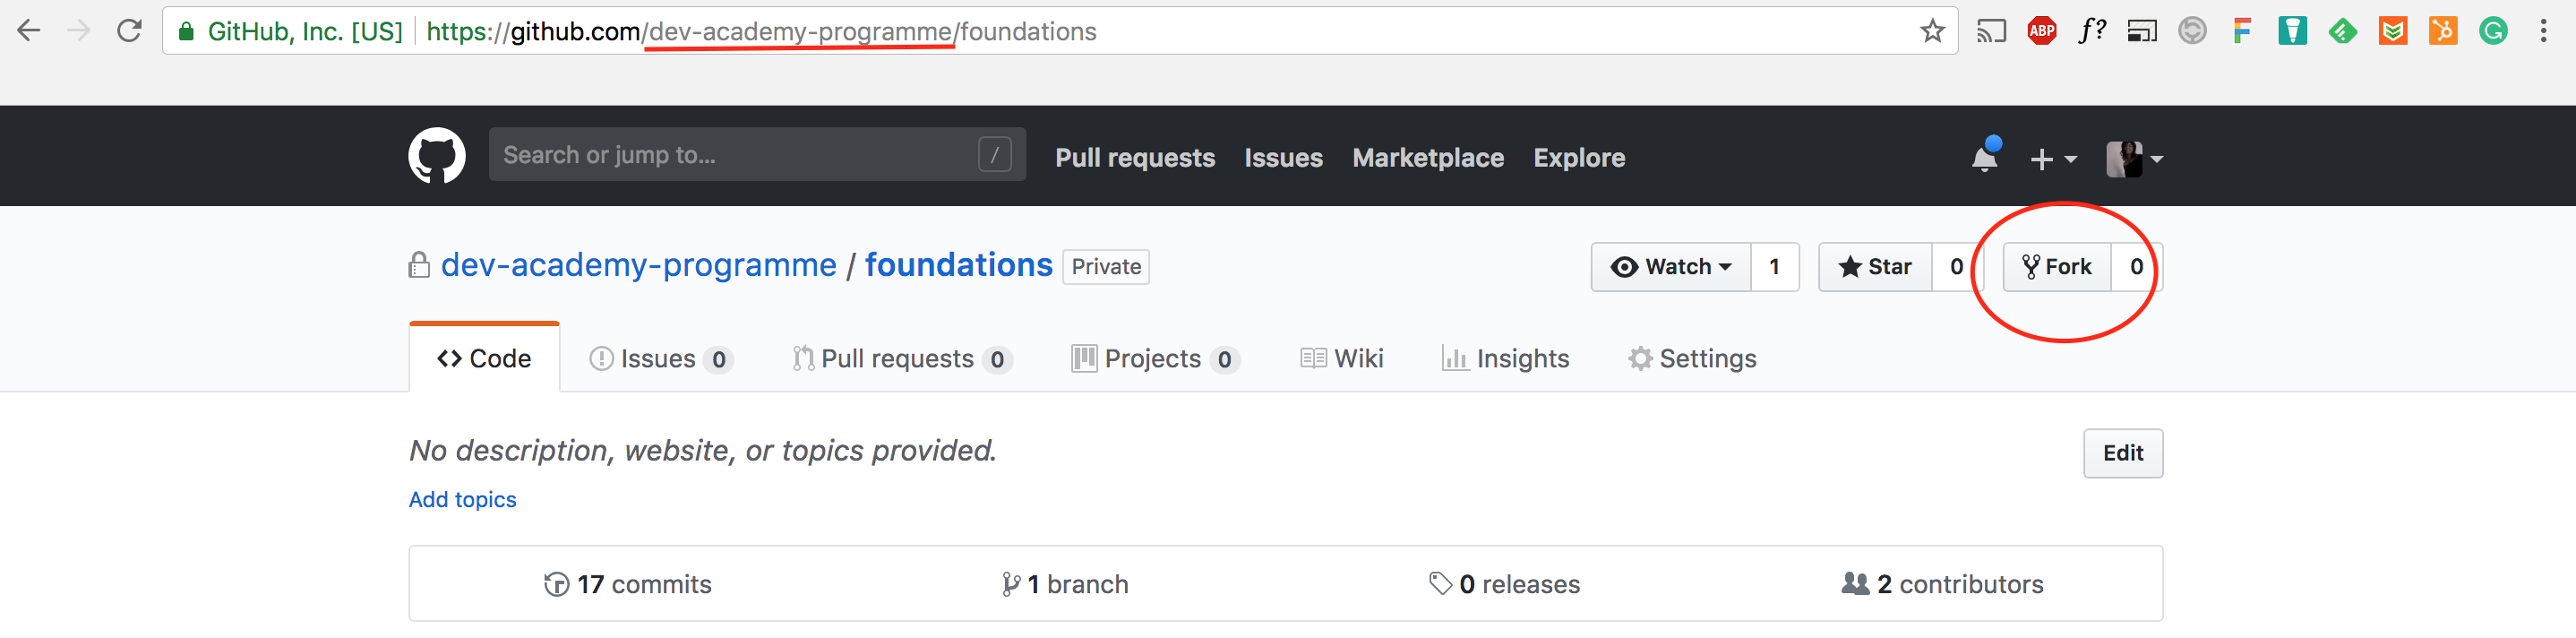 GitHub, Inc. [US] https://github.com/dev-academy-programme/foundations ABP f?
Search or jump to... / Pull requests Issues Marketplace Explore
dev-academy-programme / foundations Private Watch 1 Star 0 Fork 0
Code Issues 0 Pull requests 0 Projects 0 Wiki Insights Settings
No description, website, or topics provided. Edit
Add topics
17 commits 1 branch 0 releases 2 contributors